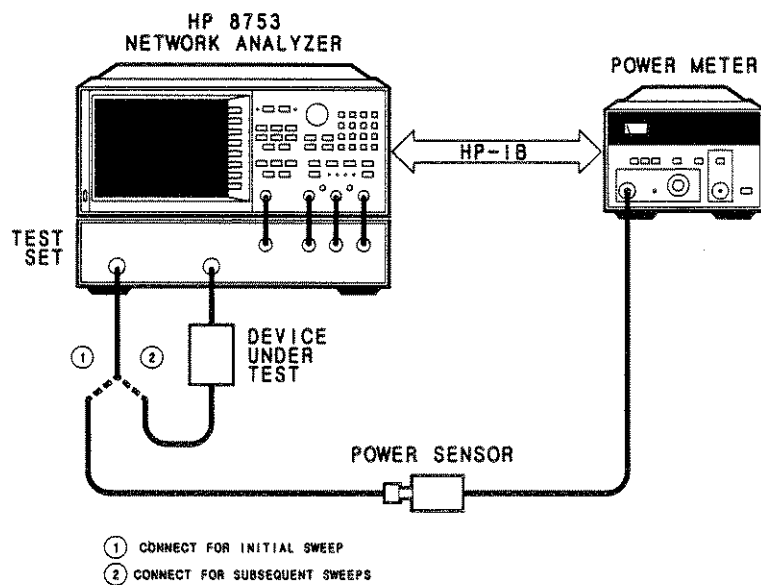 HP 8753
NETWORK ANALYZER
POWER METER
HP-IB
TEST
SET
DEVICE
UNDER
TEST
1
2
POWER SENSOR
1 CONNECT FOR INITIAL SWEEP
2 CONNECT FOR SUBSEQUENT SWEEPS